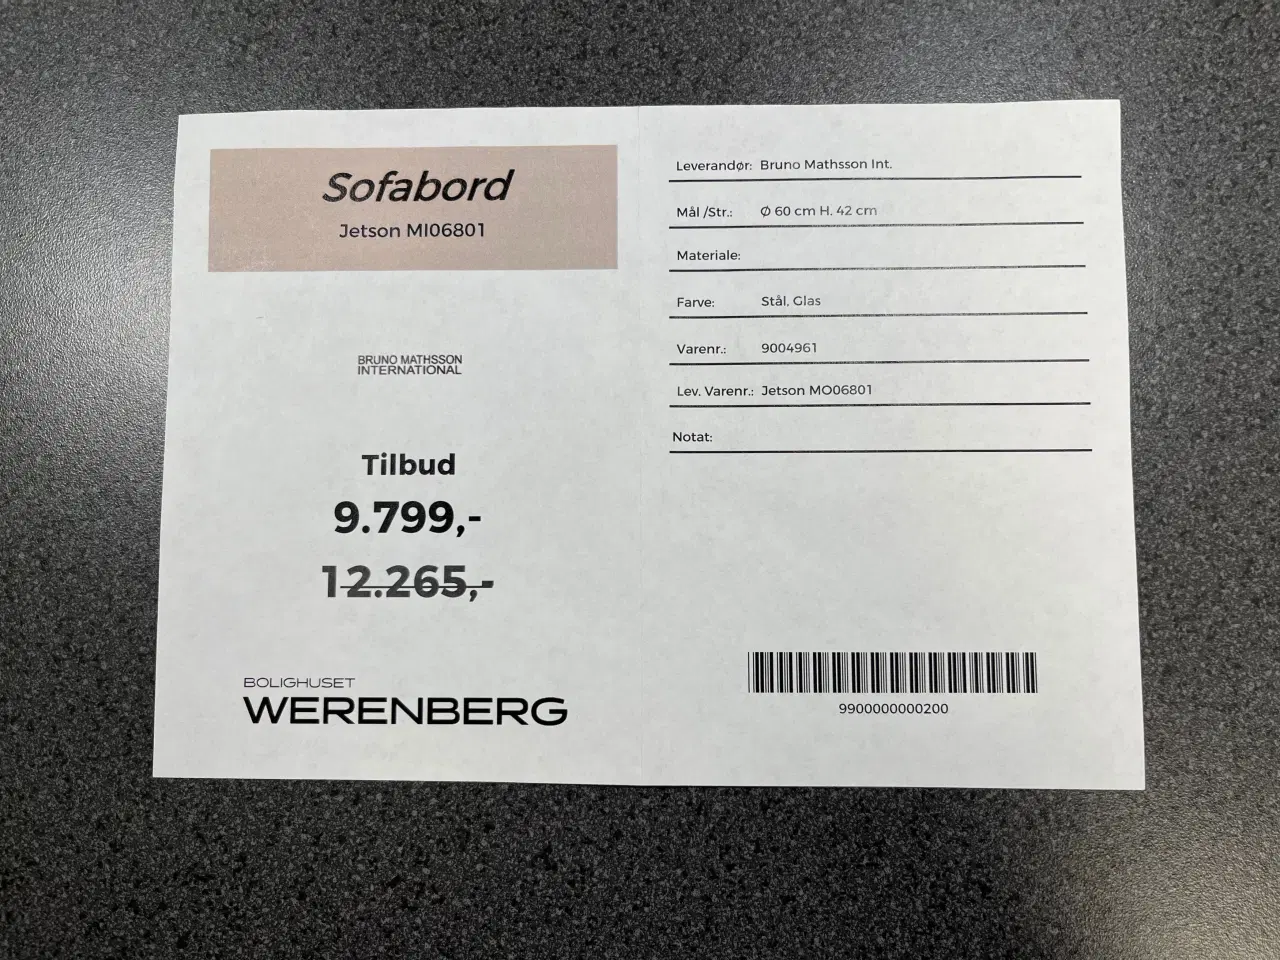 Sofabord
Jetson MI06801
BRUNO MATHSSON
INTERNATIONAL
Tilbud
9.799,-
12.265,-
BOLIGHUSET
WERENBERG
Leverandør: Bruno Mathsson Int.
Mål /Str.: Ø 60 cm H. 42 cm
Materiale:
Farve: Stål, Glas
Varenr.: 9004961
Lev. Varenr.: Jetson MO06801
Notat:
9900000000200